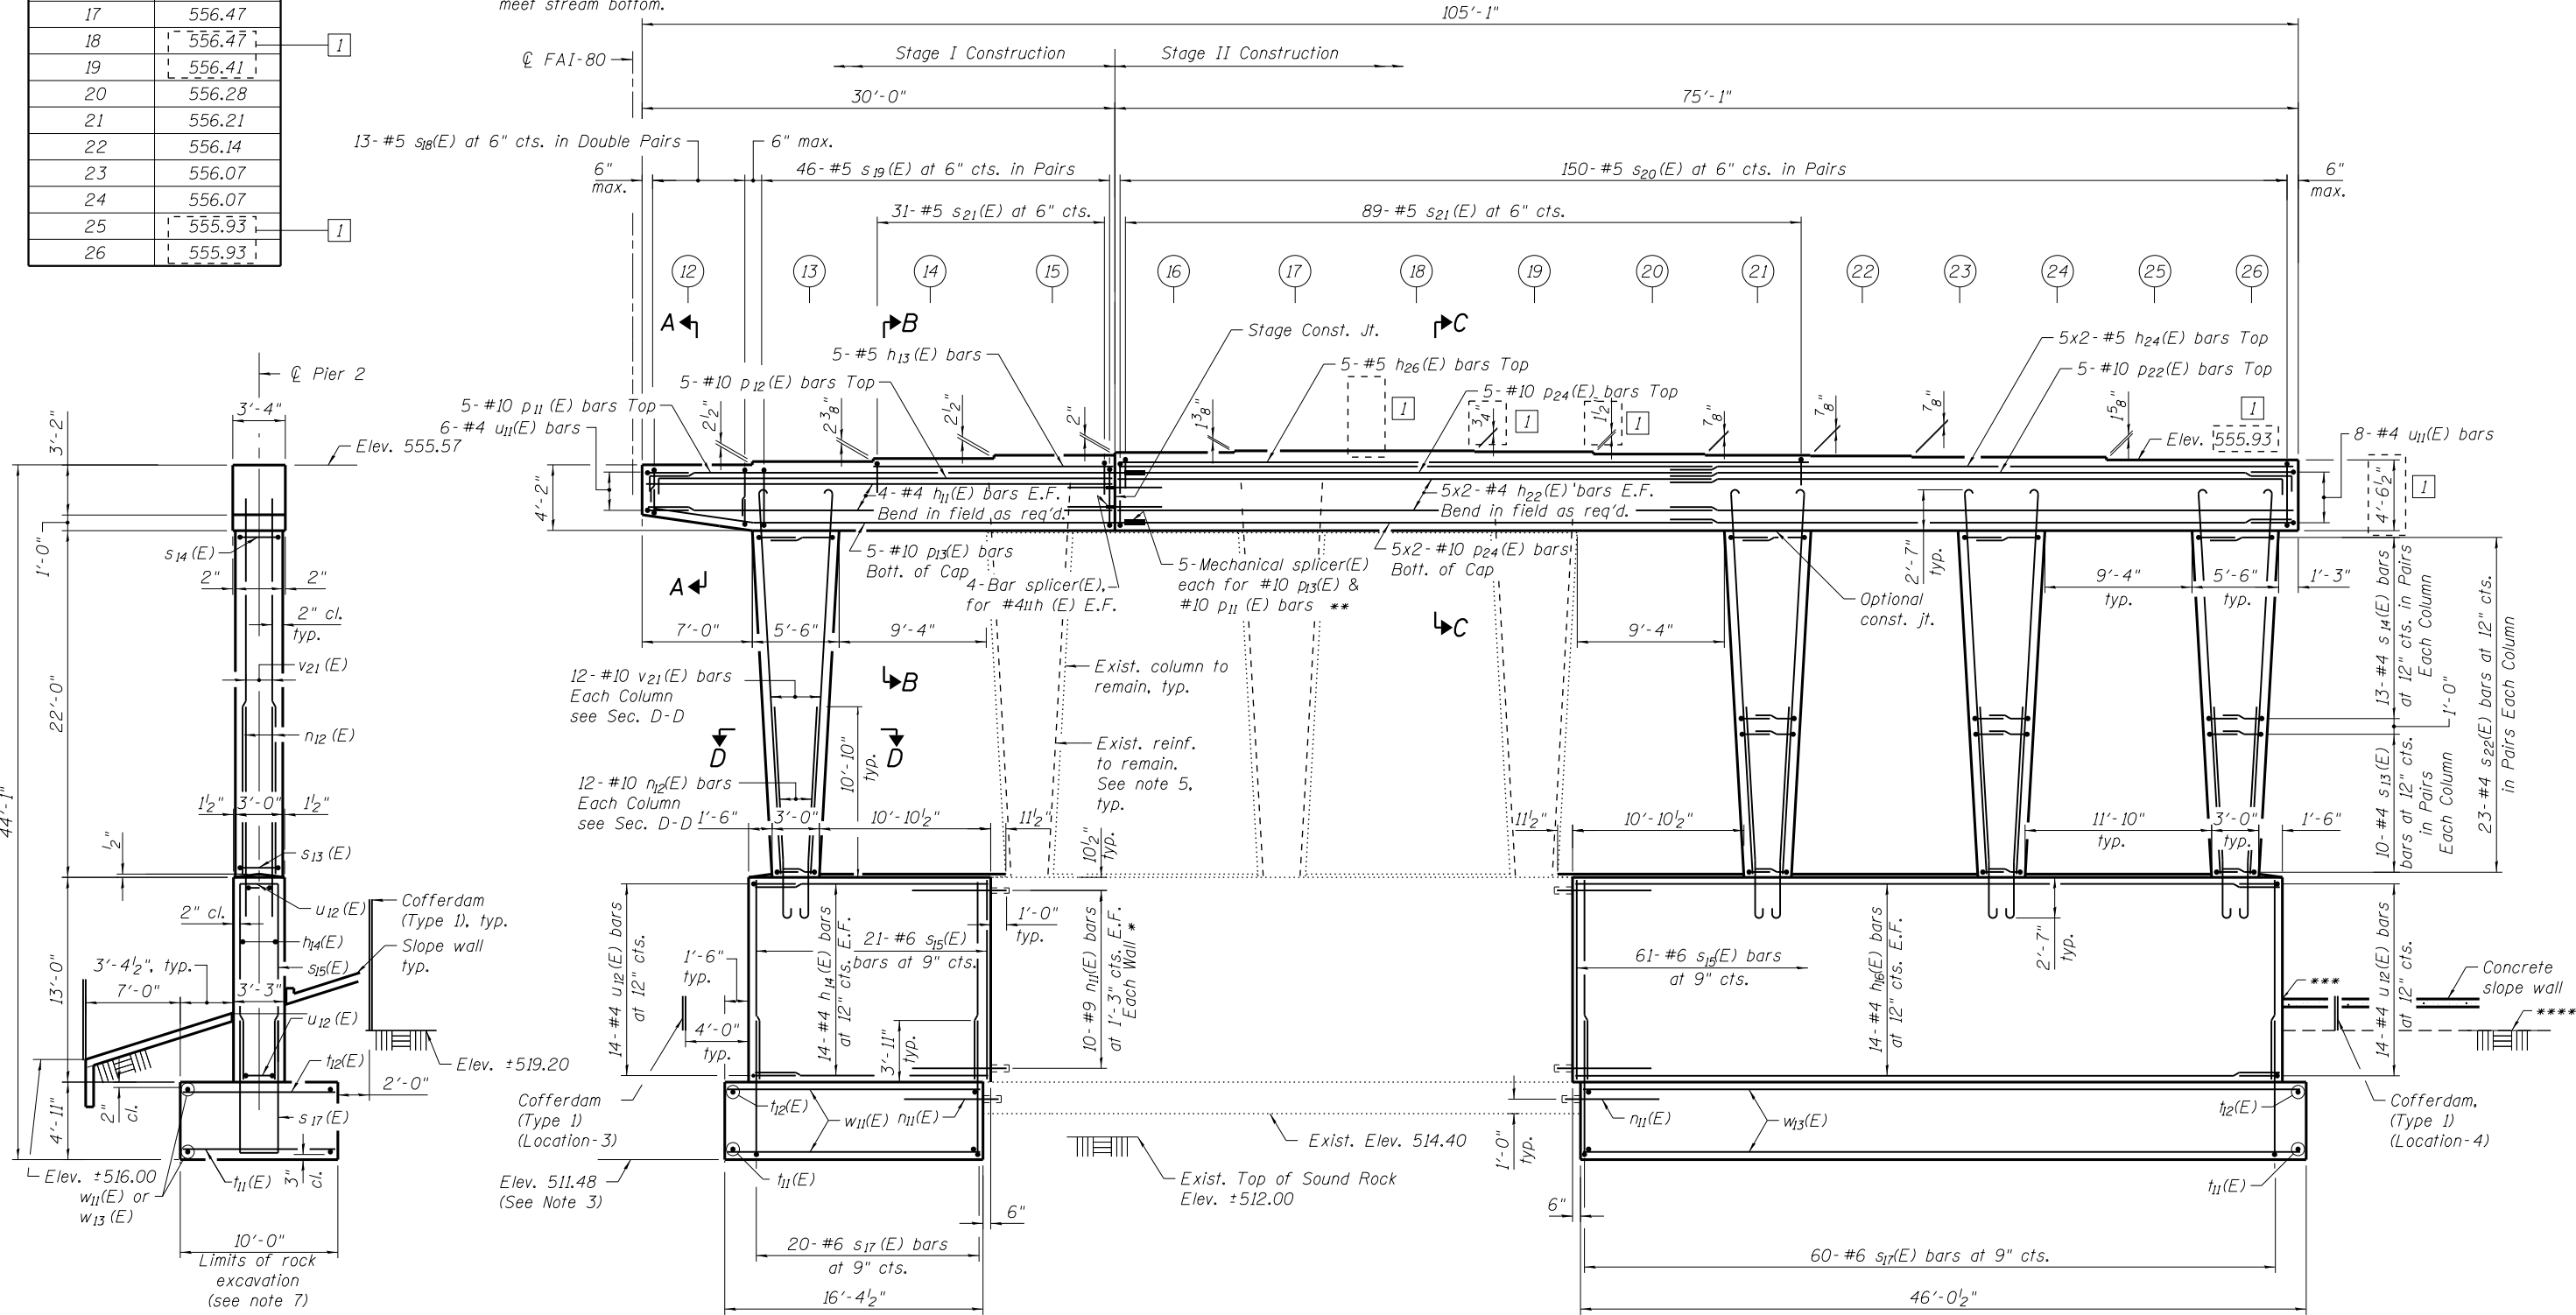 meet stream bottom.
17 556.47
18 556.47
19 556.41
1
20 556.28
21 556.21
22 556.14
23 556.07
24 556.07
25 555.93
26 555.93
1
105'-1"
℄ FAI-80
Stage I Construction
Stage II Construction
30'-0"
75'-1"
13-#5 s18(E) at 6" cts. in Double Pairs
6" max.
6"
max.
46-#5 s19(E) at 6" cts. in Pairs
150-#5 s20(E) at 6" cts. in Pairs
6"
max.
31-#5 s21(E) at 6" cts.
89-#5 s21(E) at 6" cts.
12 13 14 15 16 17 18 19 20 21 22 23 24 25 26
A
B
C
Stage Const. Jt.
5-#5 h13(E) bars
5-#5 h26(E) bars Top
5x2-#5 h24(E) bars Top
5-#10 p12(E) bars Top
5-#10 p24(E) bars Top
5-#10 p22(E) bars Top
5-#10 p11(E) bars Top
6-#4 u11(E) bars
2½"
2⅜"
2½"
2"
1⅜"
1
¾"
1
1½"
1
⅞"
⅞"
⅞"
1⅝"
1
Elev. 555.93
8-#4 u11(E) bars
4'-6½"
1
4'-2"
4-#4 h11(E) bars E.F.
Bend in field as req'd.
5x2-#4 h22(E) bars E.F.
Bend in field as req'd.
5-#10 p13(E) bars
Bott. of Cap
4-Bar splicer(E),
for #4 h11(E) E.F.
5-Mechanical splicer(E)
each for #10 p13(E) &
#10 p11(E) bars **
5x2-#10 p24(E) bars
Bott. of Cap
2'-7"
typ.
Optional
const. jt.
9'-4"
typ.
5'-6"
typ.
1'-3"
A
C
7'-0"
5'-6"
9'-4"
9'-4"
12-#10 v21(E) bars
Each Column
see Sec. D-D
B
Exist. column to
remain, typ.
D D
10'-10"
typ.
Exist. reinf.
to remain.
See note 5,
typ.
12-#10 n12(E) bars
Each Column
see Sec. D-D
1'-6"
3'-0"
10'-10½"
11½"
10½"
typ.
11½"
10'-10½"
11'-10"
typ.
3'-0"
typ.
1'-6"
13-#4 s14(E) bars
at 12" cts. in Pairs
Each Column
1'-0"
10-#4 s13(E)
bars at 12" cts.
in Pairs
Each Column
23-#4 s22(E) bars at 12" cts.
in Pairs Each Column
℄ Pier 2
3'-4"
3'-2"
Elev. 555.57
1'-0"
s14(E)
2"
2"
2" cl.
typ.
v21(E)
22'-0"
n12(E)
44'-1"
1½"
3'-0"
1½"
½"
s13(E)
u12(E)
Cofferdam
(Type 1), typ.
2" cl.
h14(E)
Slope wall
typ.
s15(E)
3'-4½", typ.
7'-0"
3'-3"
13'-0"
u12(E)
t12(E)
Elev. ±519.20
2'-0"
2"
cl.
s17(E)
4'-11"
Elev. ±516.00
w11(E) or
w13(E)
t11(E)
3"
cl.
10'-0"
Limits of rock
excavation
(see note 7)
14-#4 u12(E) bars
at 12" cts.
1'-6"
typ.
4'-0"
typ.
14-#4 h14(E) bars
at 12" cts. E.F.
21-#6 s15(E)
bars at 9" cts.
3'-11"
typ.
1'-0"
typ.
10-#9 n11(E) bars
at 1'-3" cts. E.F.
Each Wall *
61-#6 s15(E) bars
at 9" cts.
14-#4 h16(E) bars
at 12" cts. E.F.
2'-7"
typ.
14-#4 u12(E) bars
at 12" cts.
***
Concrete
slope wall
****
Cofferdam
(Type 1)
(Location-3)
t12(E)
w11(E)
n11(E)
t11(E)
Elev. 511.48
(See Note 3)
Exist. Elev. 514.40
Exist. Top of Sound Rock
Elev. ±512.00
1'-0"
typ.
n11(E)
w13(E)
t12(E)
t11(E)
Cofferdam,
(Type 1)
(Location-4)
6"
6"
20-#6 s17(E) bars
at 9" cts.
60-#6 s17(E) bars at 9" cts.
16'-4½"
46'-0½"